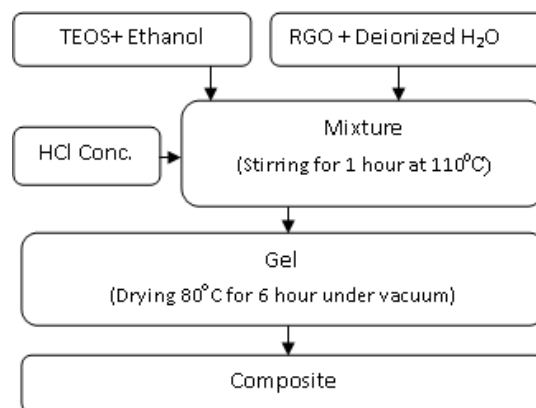 TEOS+ Ethanol
RGO + Deionized H₂O
HCl Conc.
Mixture
(Stirring for 1 hour at 110°C)
Gel
(Drying 80°C for 6 hour under vacuum)
Composite